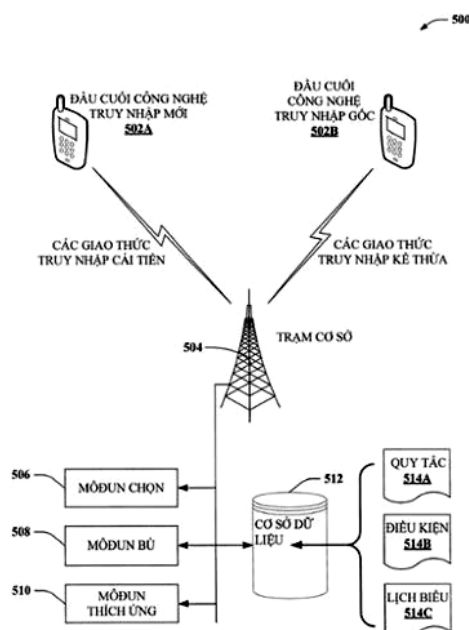 500
ĐẦU CUỐI CÔNG NGHỆ
TRUY NHẬP MỚI
502A
ĐẦU CUỐI
CÔNG NGHỆ
TRUY NHẬP GỐC
502B
CÁC GIAO THỨC
TRUY NHẬP CẢI TIẾN
CÁC GIAO THỨC
TRUY NHẬP KẾ THỪA
504
TRẠM CƠ SỞ
506
MÔĐUN CHỌN
508
MÔĐUN BÙ
510
MÔĐUN
THÍCH ỨNG
512
CƠ SỞ DỮ
LIỆU
QUY TẮC
514A
ĐIỀU KIỆN
514B
LỊCH BIỂU
514C